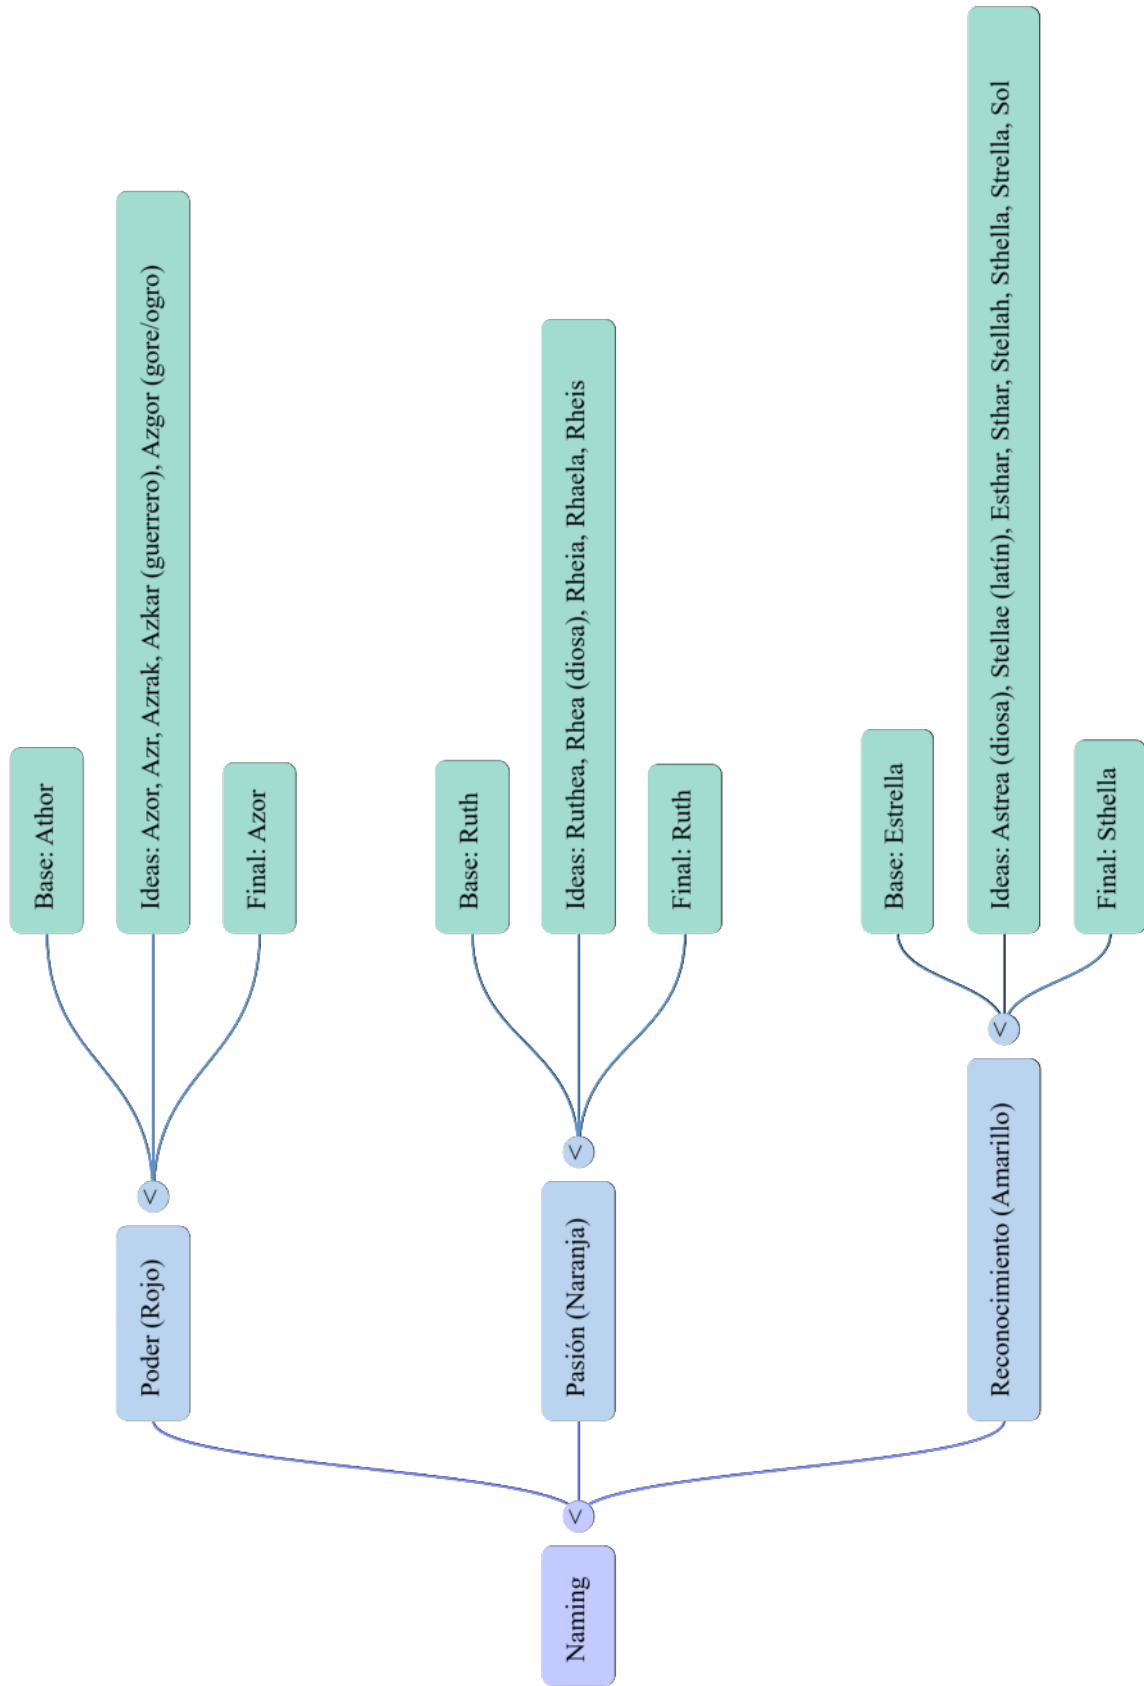 Naming
Poder (Rojo)
Base: Athor
Ideas: Azor, Azr, Azrak, Azkar (guerrero), Azgor (gore/ogro)
Final: Azor
Pasión (Naranja)
Base: Ruth
Ideas: Ruthea, Rhea (diosa), Rheia, Rhaela, Rheis
Final: Ruth
Reconocimiento (Amarillo)
Base: Estrella
Ideas: Astrea (diosa), Stellae (latín), Esthar, Sthar, Stellah, Sthella, Strella, Sol
Final: Sthella